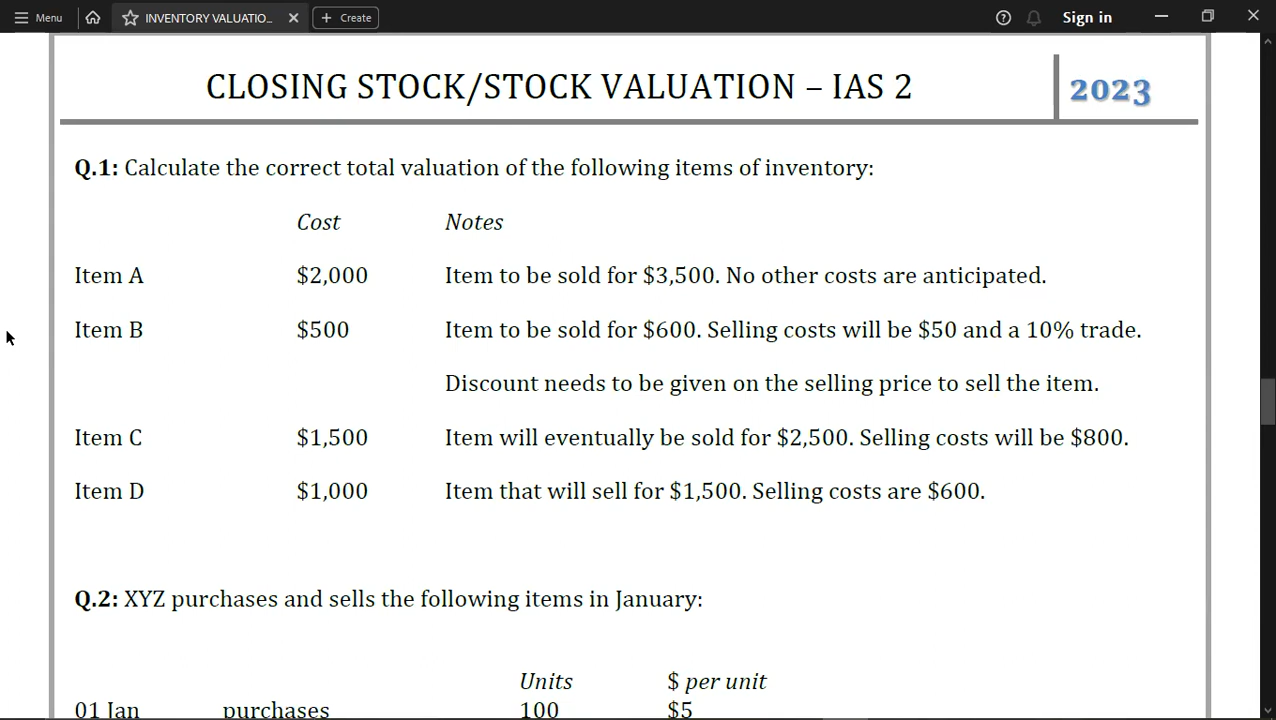 Menu INVENTORY VALUATIO... Create Sign in
CLOSING STOCK/STOCK VALUATION – IAS 2 2023
Q.1: Calculate the correct total valuation of the following items of inventory:
Cost Notes
Item A $2,000 Item to be sold for $3,500. No other costs are anticipated.
Item B $500 Item to be sold for $600. Selling costs will be $50 and a 10% trade.
Discount needs to be given on the selling price to sell the item.
Item C $1,500 Item will eventually be sold for $2,500. Selling costs will be $800.
Item D $1,000 Item that will sell for $1,500. Selling costs are $600.
Q.2: XYZ purchases and sells the following items in January:
Units $ per unit
01 Jan purchases 100 $5